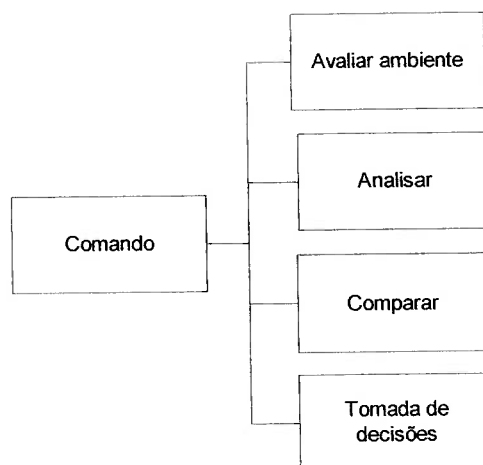 Avaliar ambiente
Analisar
Comando
Comparar
Tomada de
decisões